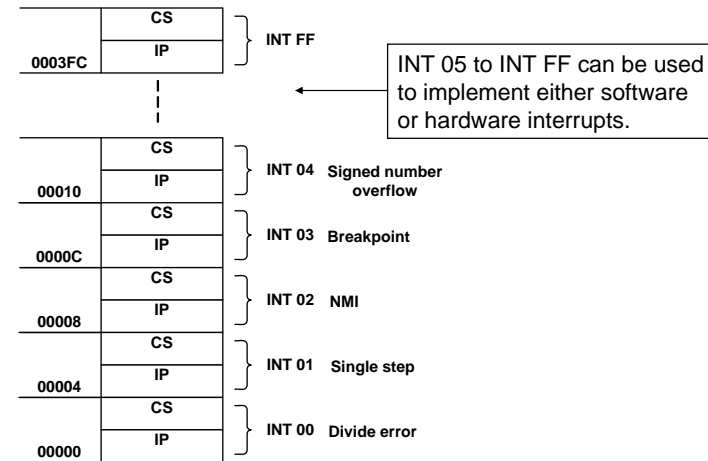 CS
INT FF
IP
0003FC
INT 05 to INT FF can be used
to implement either software
or hardware interrupts.
CS
INT 04 Signed number
overflow
IP
00010
CS
INT 03 Breakpoint
IP
0000C
CS
INT 02 NMI
IP
00008
CS
INT 01 Single step
IP
00004
CS
INT 00 Divide error
IP
00000